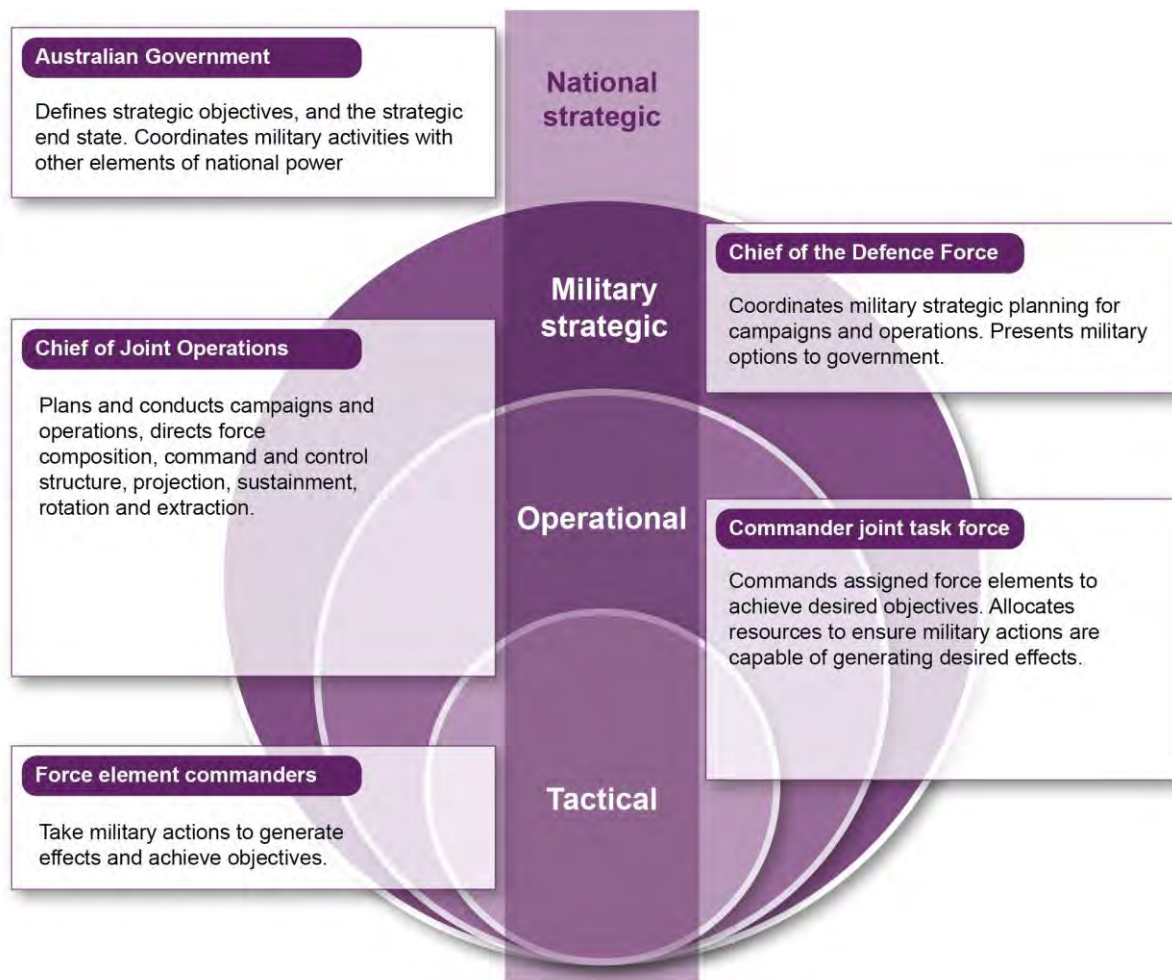 Australian Government
Defines strategic objectives, and the strategic
end state. Coordinates military activities with
other elements of national power
National
strategic
Chief of the Defence Force
Coordinates military strategic planning for
campaigns and operations. Presents military
options to government.
Military
strategic
Chief of Joint Operations
Plans and conducts campaigns and
operations, directs force
composition, command and control
structure, projection, sustainment,
rotation and extraction.
Operational
Commander joint task force
Commands assigned force elements to
achieve desired objectives. Allocates
resources to ensure military actions are
capable of generating desired effects.
Force element commanders
Take military actions to generate
effects and achieve objectives.
Tactical